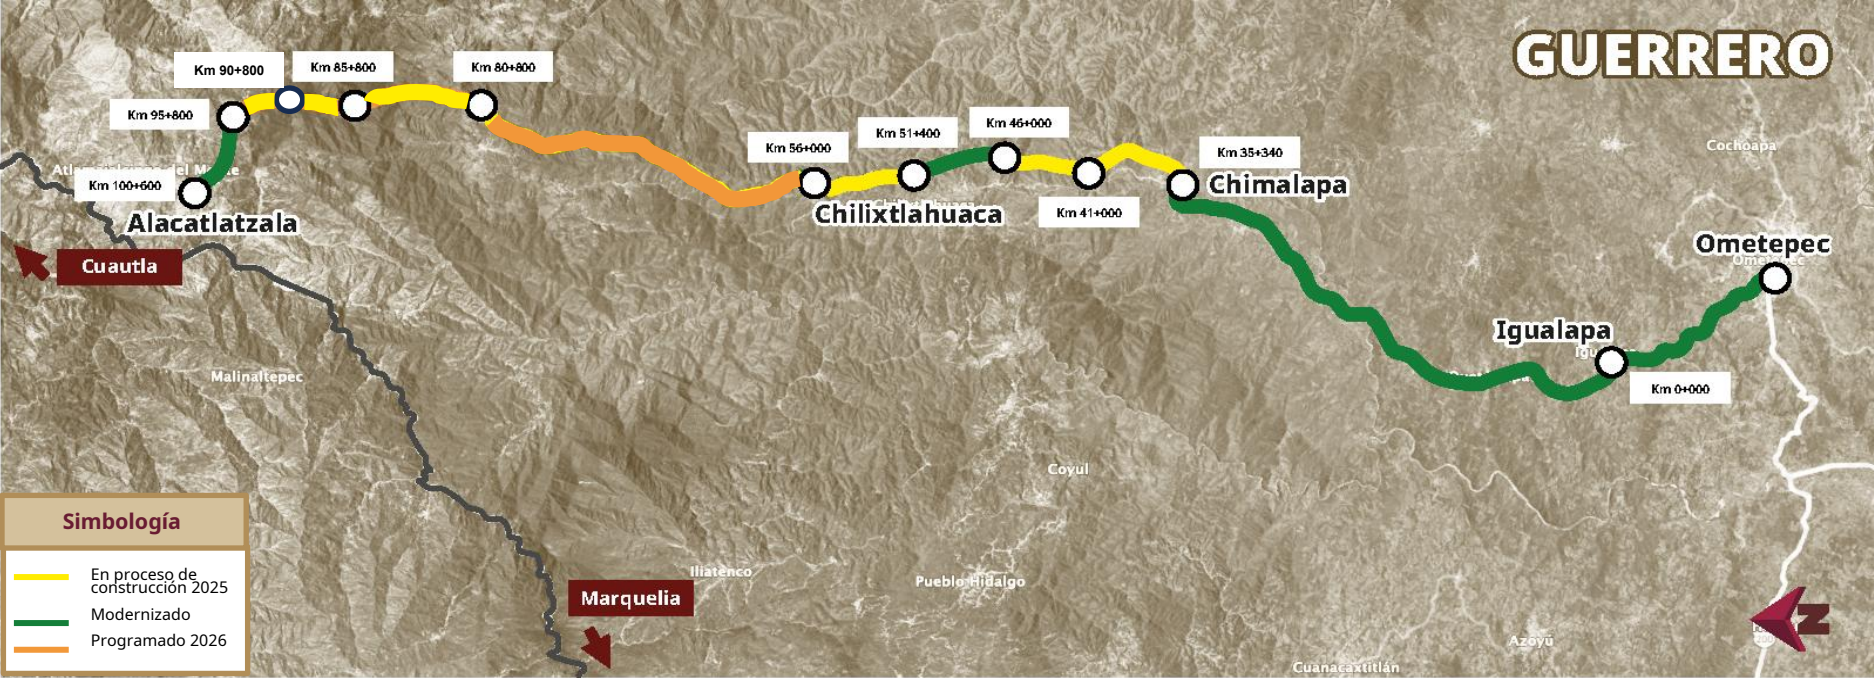 GUERRERO
Km 90+800
Km 85+800
Km 80+800
Km 95+800
Km 56+000
Km 51+400
Km 46+000
Km 35+340
Cochoapa
Km 100+600
Chimalapa
Alacatlatzala
Chilixtlahuaca
Km 41+000
Ometepec
Ometepec
Cuautla
Igualapa
Malinaltepec
Km 0+000
Coyul
Simbología
En proceso de
construcción 2025
Modernizado
Programado 2026
Iliatenco
Pueblo Hidalgo
Marquelia
Z
Azoyú
Cuanacaxtitlán